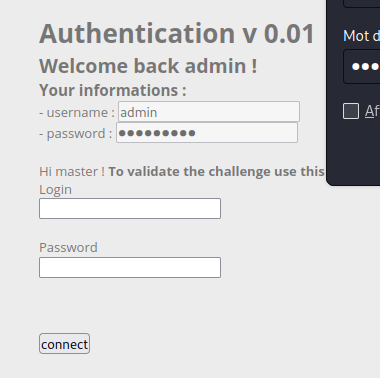 Authentication v 0.01
Welcome back admin !
Your informations :
- username : admin
- password : •••••••••
Hi master ! To validate the challenge use this
Login
Password
connect
Mot d
•••
Af